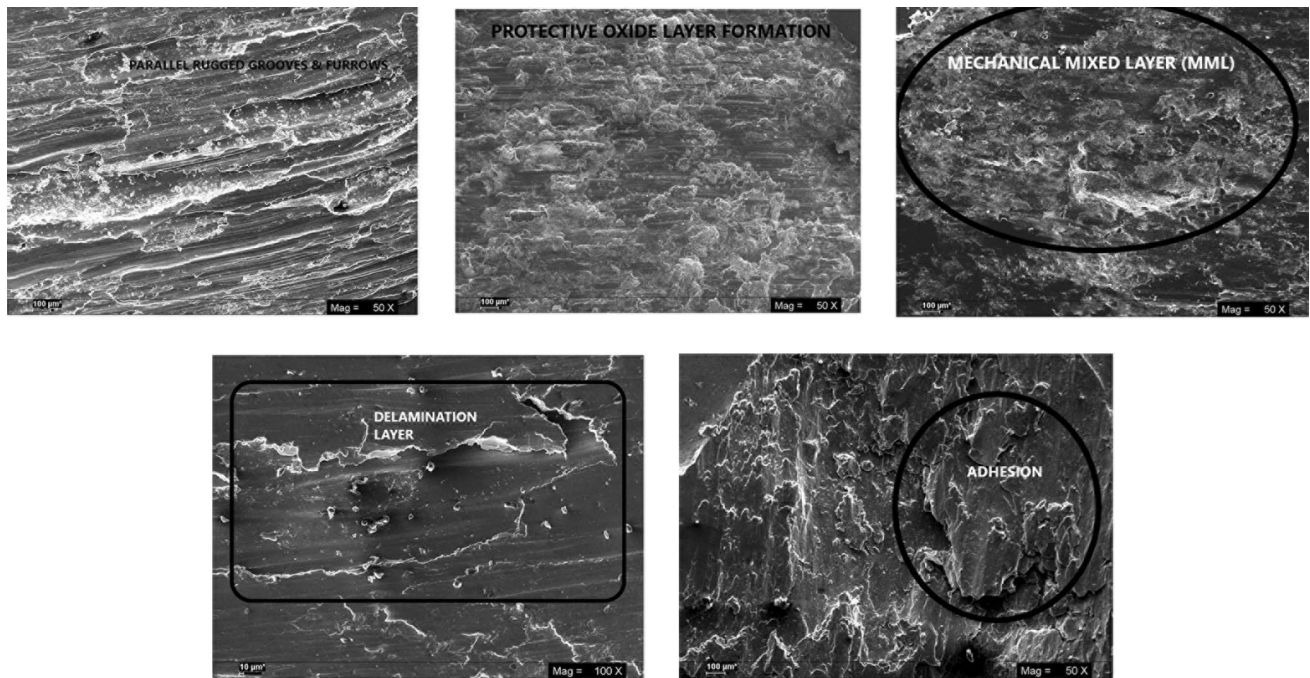 PARALLEL RUGGED GROOVES & FURROWS
100 µm*
Mag = 50 X
PROTECTIVE OXIDE LAYER FORMATION
100 µm*
Mag = 50 X
MECHANICAL MIXED LAYER (MML)
100 µm*
Mag = 50 X
DELAMINATION
LAYER
10 µm*
Mag = 100 X
ADHESION
100 µm*
Mag = 50 X